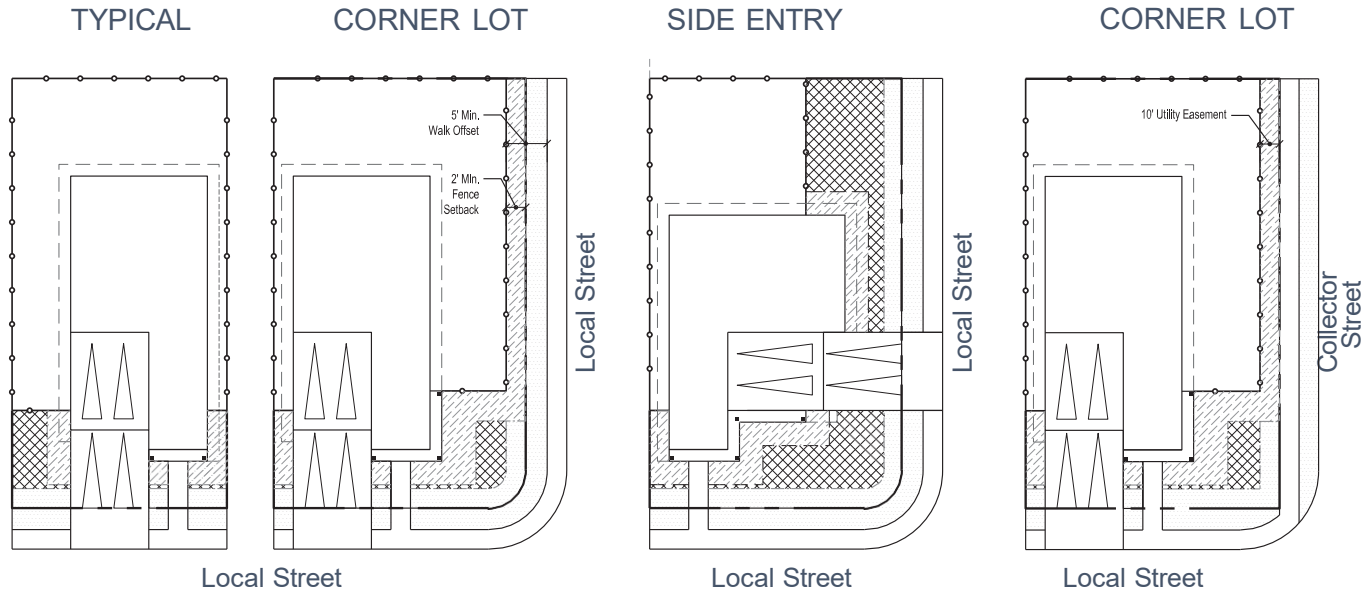 TYPICAL
CORNER LOT
SIDE ENTRY
CORNER LOT
5' Min.
Walk Offset
2' MIn.
Fence
Setback
10' Utility Easement
Local Street
Local Street
Collector
Street
Local Street
Local Street
Local Street